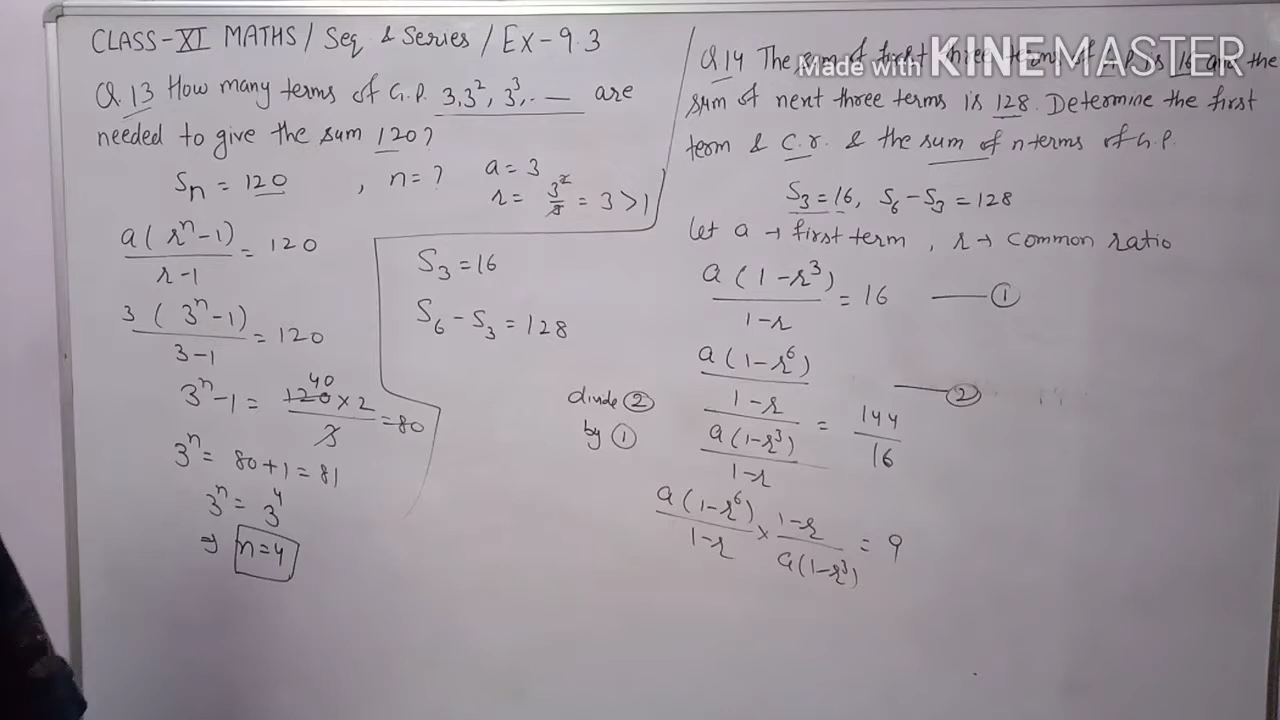 CLASS-XI MATHS / Seq & Series / Ex-9.3
Q.13 How many terms of G.P. 3, 3², 3³, ... — are
needed to give the sum 120?
Sn = 120, n = ?
a = 3
r = 3²/3 = 3 > 1
a(rⁿ-1)/r-1 = 120
3(3ⁿ-1)/3-1 = 120
3ⁿ-1 = 120×2/3 = 80
40
3ⁿ = 80+1 = 81
3ⁿ = 3⁴
⇒ n=4
S₃ = 16
S₆ - S₃ = 128
Made with KINEMASTER
Q.14 The sum of first three terms of G.P. is 16 and the
sum of next three terms is 128. Determine the first
term & C.r. & the sum of n terms of G.P.
S₃ = 16, S₆-S₃ = 128
let a → first term, r → common ratio
a(1-r³)/1-r = 16 — ①
divide ② by ①
a(1-r⁶)/1-r / a(1-r³)/1-r = 144/16 — ②
a(1-r⁶)/1-r × 1-r/a(1-r³) = 9